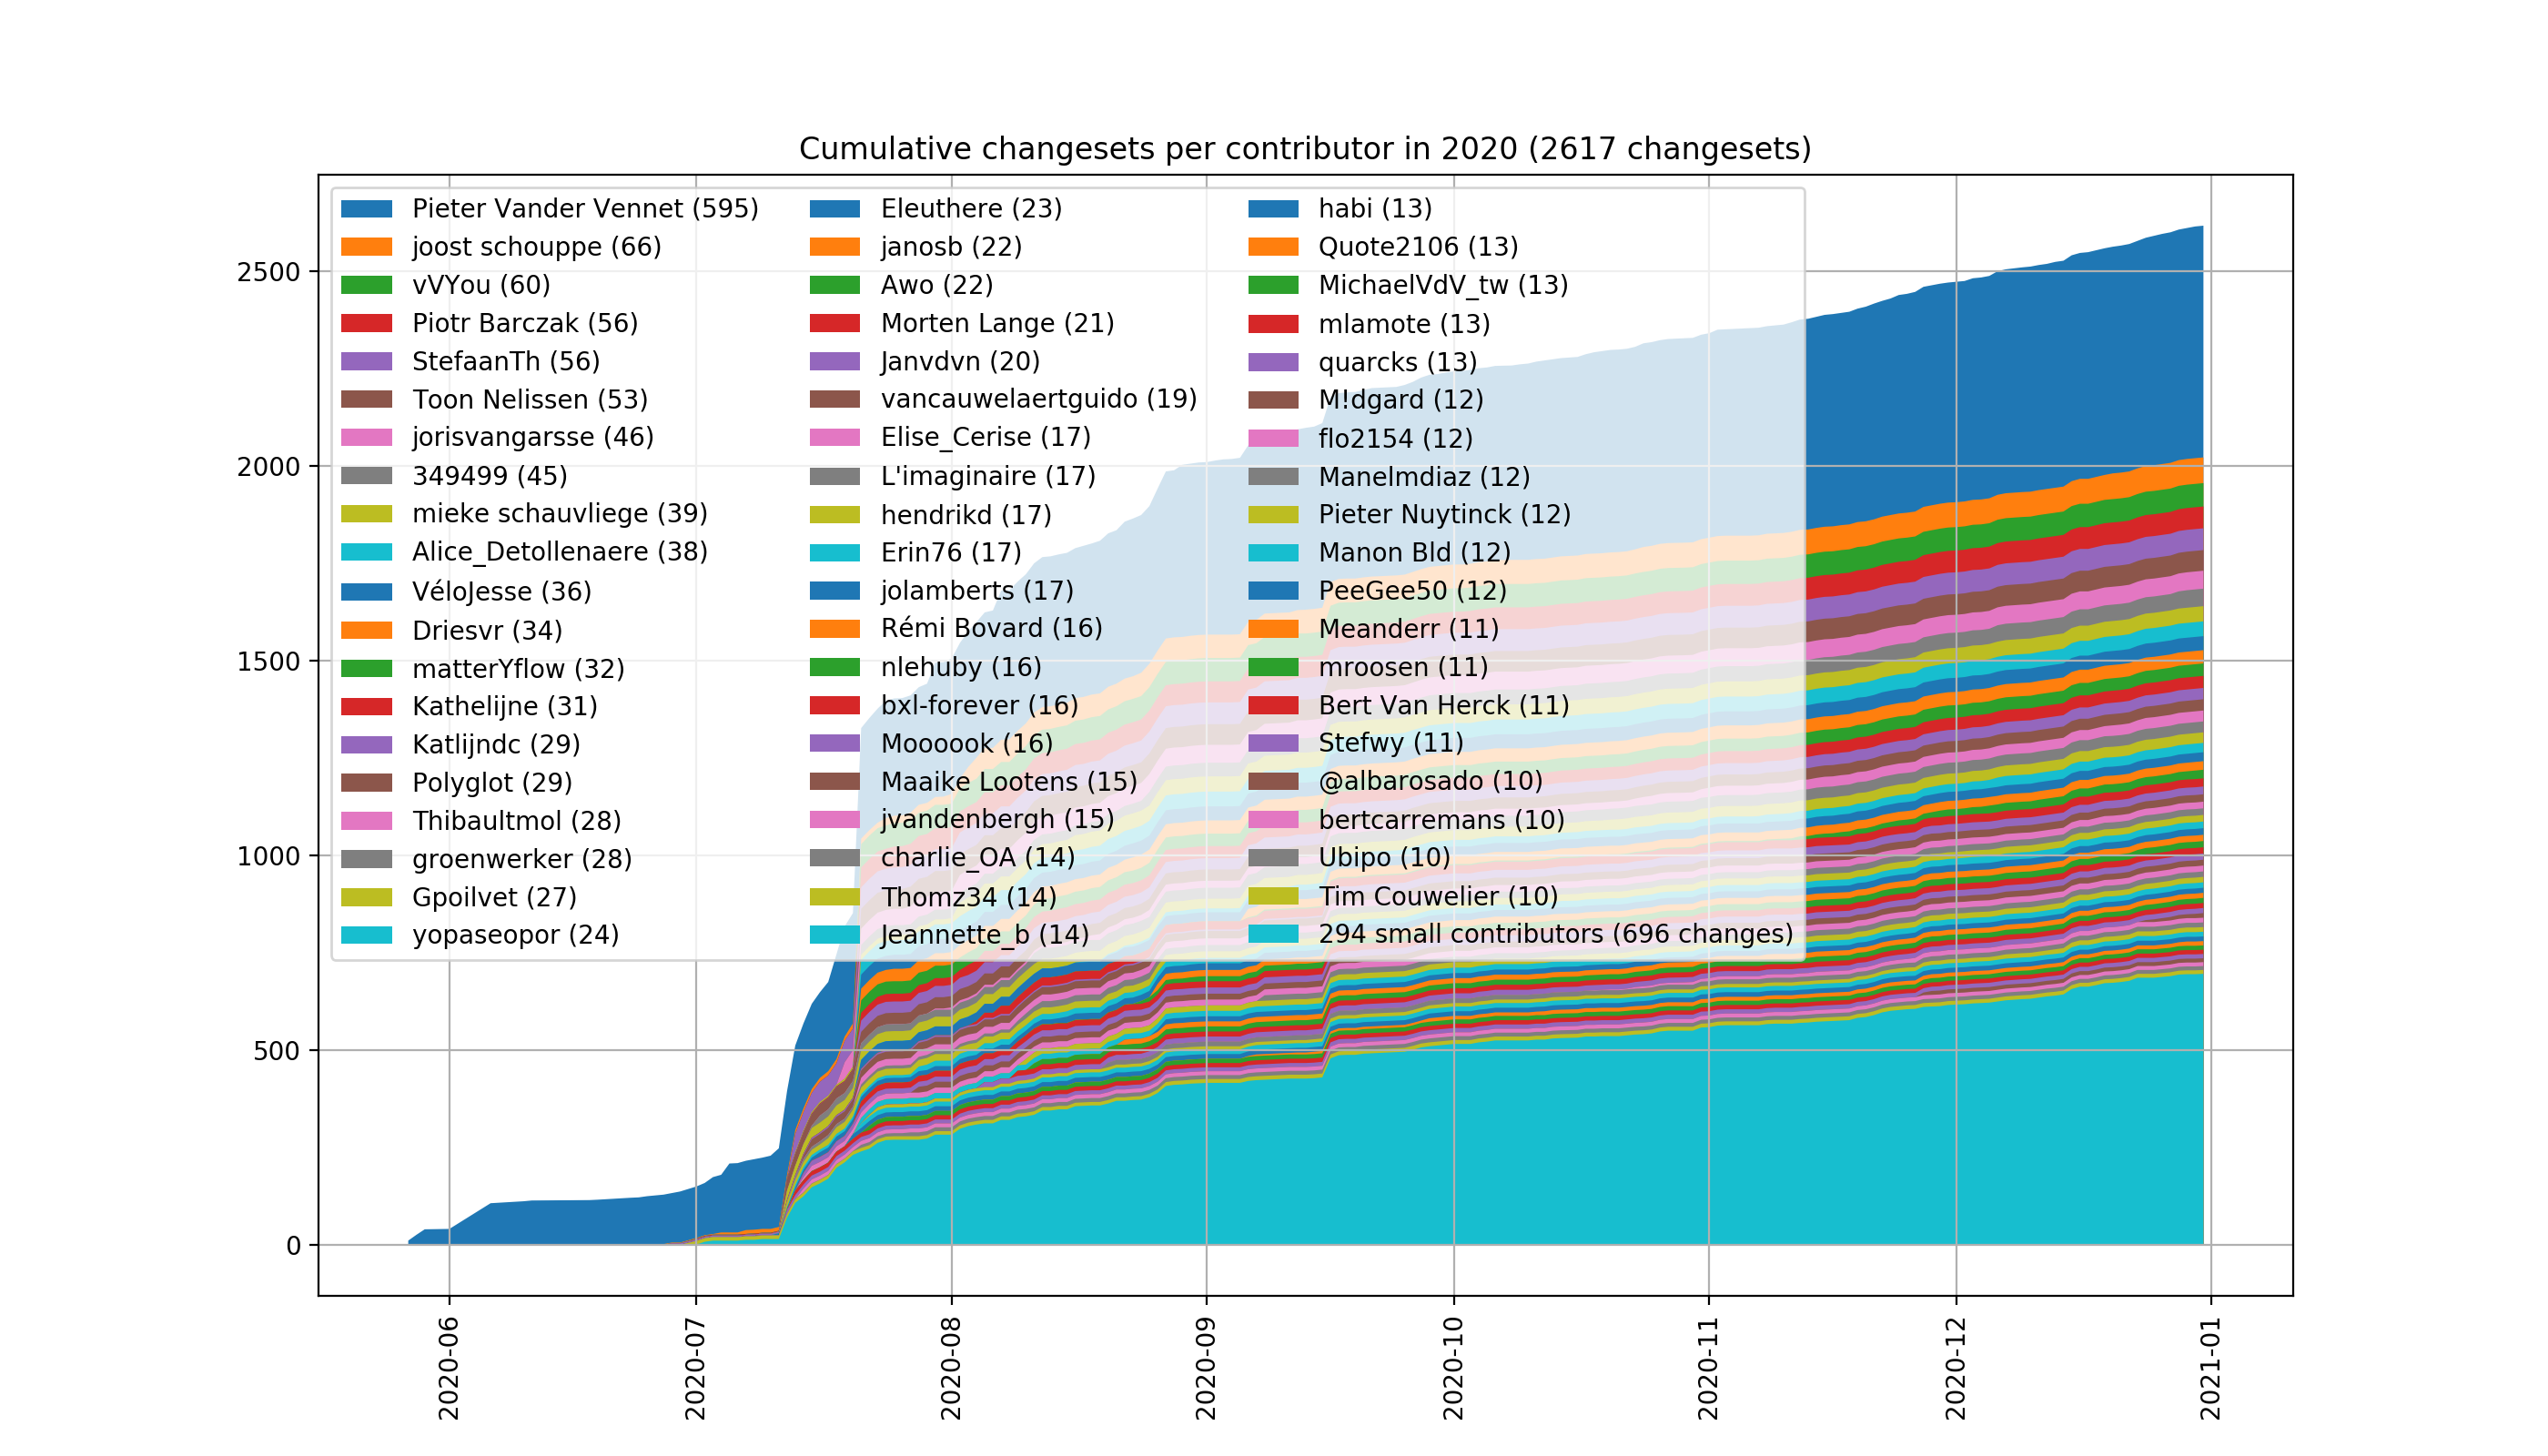 Cumulative changesets per contributor in 2020 (2617 changesets)
Pieter Vander Vennet (595)
joost schouppe (66)
vVYou (60)
Piotr Barczak (56)
StefaanTh (56)
Toon Nelissen (53)
jorisvangarsse (46)
349499 (45)
mieke schauvliege (39)
Alice_Detollenaere (38)
VéloJesse (36)
Driesvr (34)
matterYflow (32)
Kathelijne (31)
Katlijndc (29)
Polyglot (29)
Thibaultmol (28)
groenwerker (28)
Gpoilvet (27)
yopaseopor (24)
Eleuthere (23)
janosb (22)
Awo (22)
Morten Lange (21)
Janvdvn (20)
vancauwelaertguido (19)
Elise_Cerise (17)
L'imaginaire (17)
hendrikd (17)
Erin76 (17)
jolamberts (17)
Rémi Bovard (16)
nlehuby (16)
bxl-forever (16)
Moooook (16)
Maaike Lootens (15)
jvandenbergh (15)
charlie_OA (14)
Thomz34 (14)
Jeannette_b (14)
habi (13)
Quote2106 (13)
MichaelVdV_tw (13)
mlamote (13)
quarcks (13)
M!dgard (12)
flo2154 (12)
Manelmdiaz (12)
Pieter Nuytinck (12)
Manon Bld (12)
PeeGee50 (12)
Meanderr (11)
mroosen (11)
Bert Van Herck (11)
Stefwy (11)
@albarosado (10)
bertcarremans (10)
Ubipo (10)
Tim Couwelier (10)
294 small contributors (696 changes)
2500
2000
1500
1000
500
0
2020-06
2020-07
2020-08
2020-09
2020-10
2020-11
2020-12
2021-01